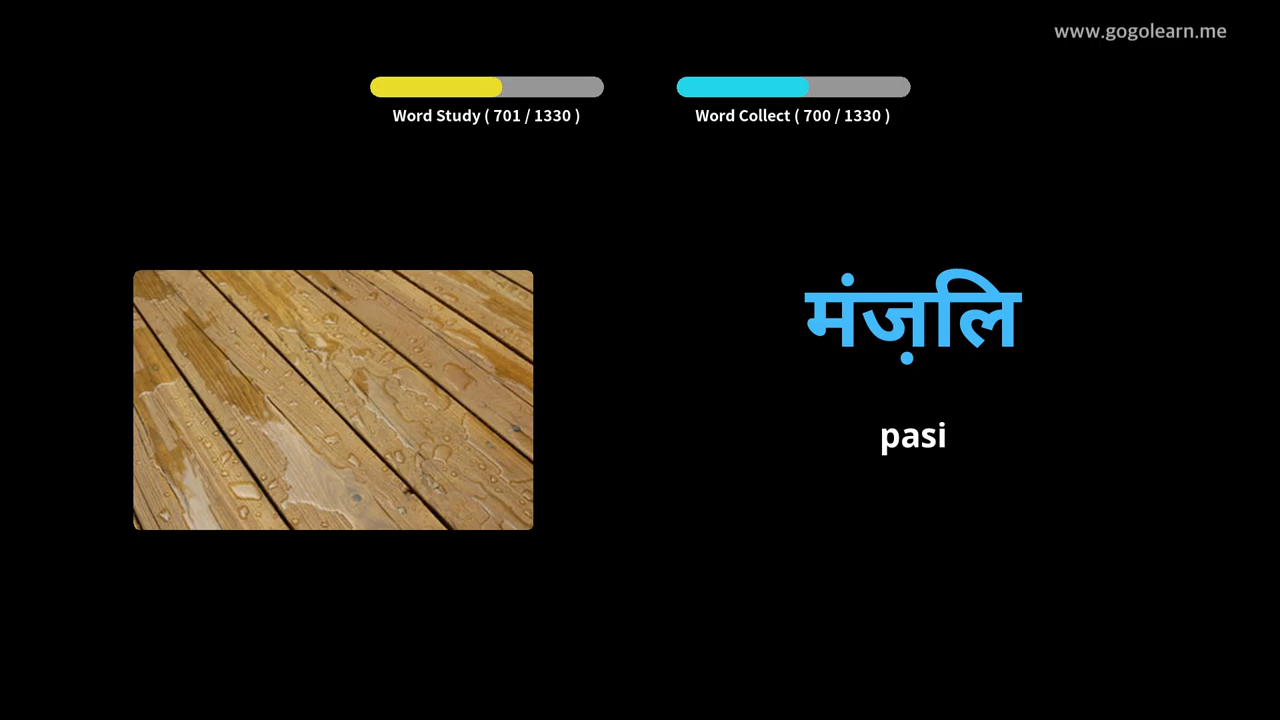 www.gogolearn.me
Word Study ( 701 / 1330 )
Word Collect ( 700 / 1330 )
मंज़लि
pasi